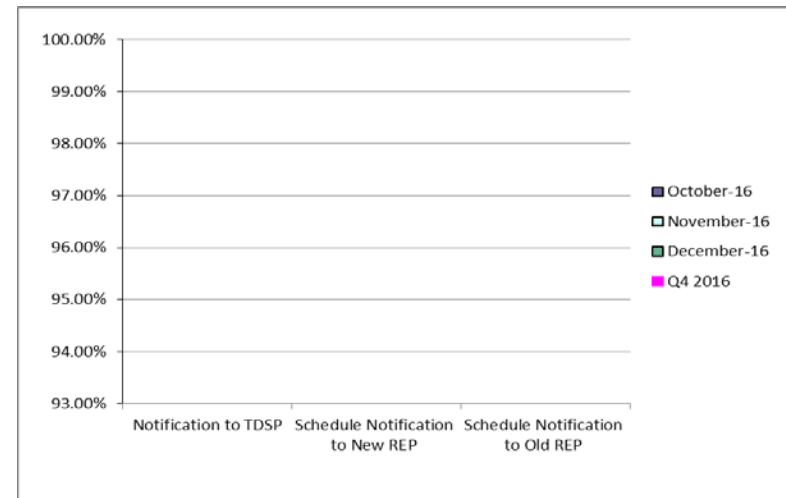 100.00%
99.00%
98.00%
97.00%
96.00%
95.00%
94.00%
93.00%
Notification to TDSP
Schedule Notification
to New REP
Schedule Notification
to Old REP
October-16
November-16
December-16
Q4 2016